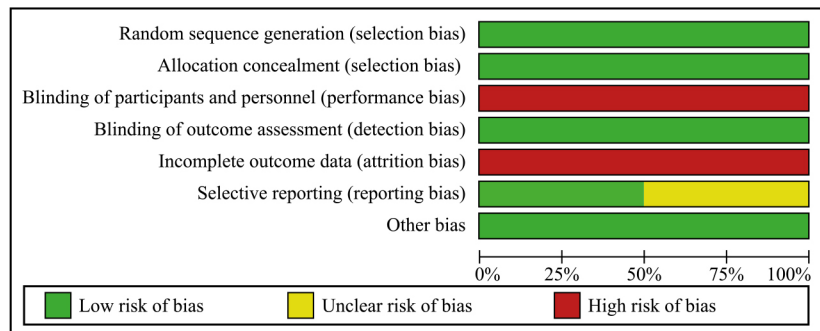 Random sequence generation (selection bias)
Allocation concealment (selection bias)
Blinding of participants and personnel (performance bias)
Blinding of outcome assessment (detection bias)
Incomplete outcome data (attrition bias)
Selective reporting (reporting bias)
Other bias
0% 25% 50% 75% 100%
Low risk of bias Unclear risk of bias High risk of bias